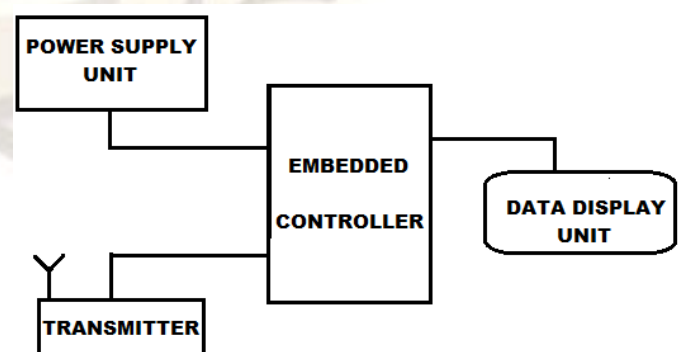 POWER SUPPLY
UNIT
EMBEDDED
CONTROLLER
DATA DISPLAY
UNIT
TRANSMITTER